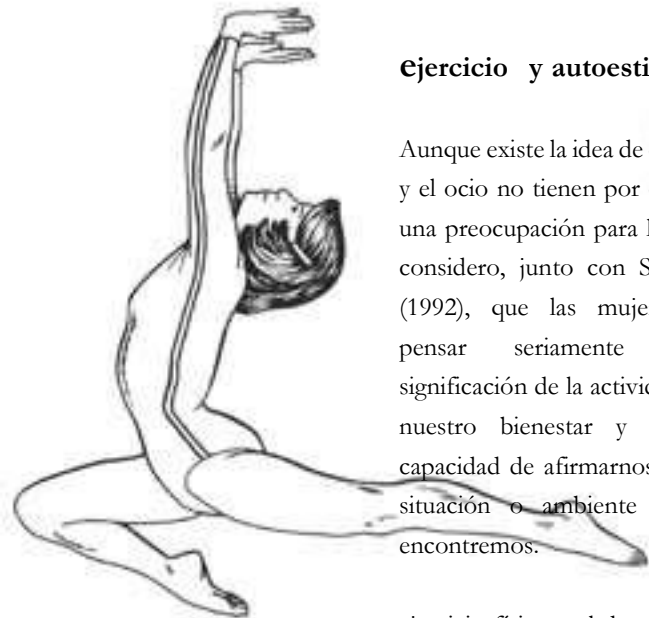 ejercicio y autoesti
Aunque existe la idea de
y el ocio no tienen por
una preocupación para
considero, junto con S
(1992), que las muje
pensar seriamente
significación de la activid
nuestro bienestar y
capacidad de afirmarnos
situación o ambiente
encontremos.